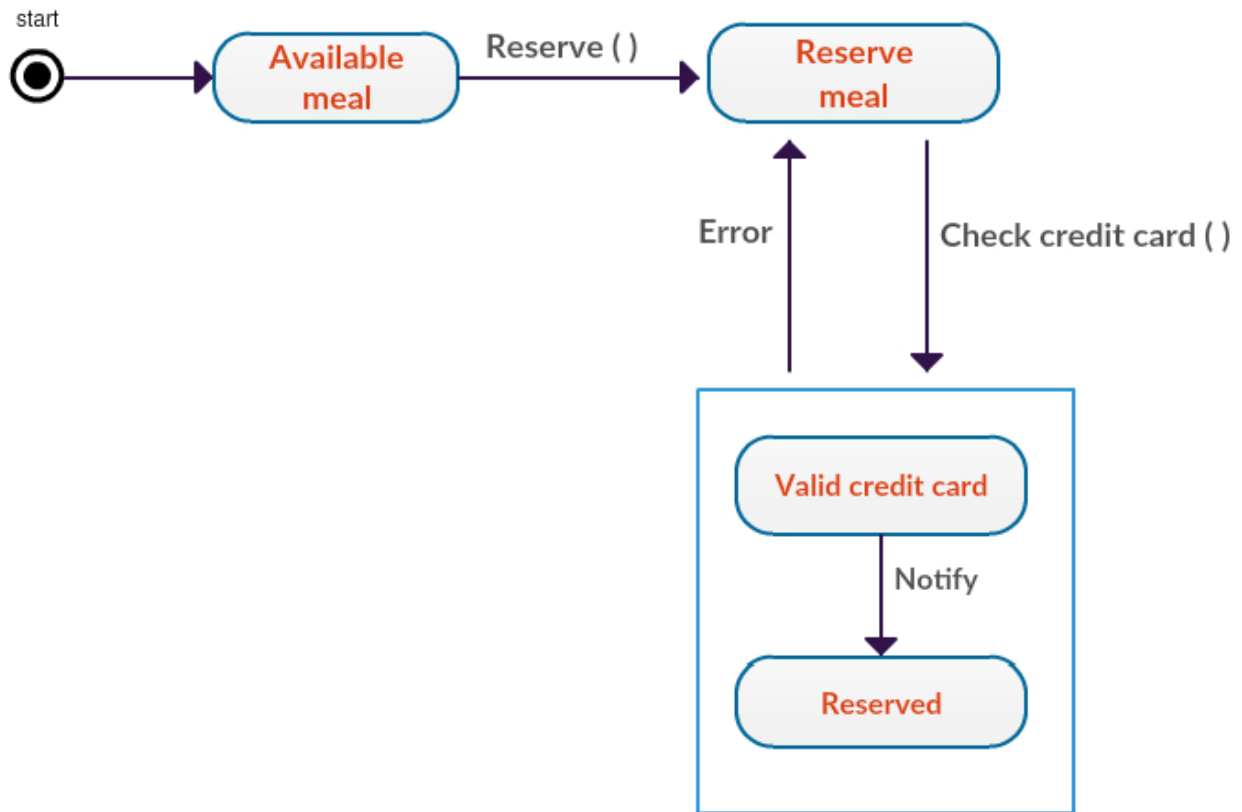 start
Available
meal
Reserve ( )
Reserve
meal
Error
Check credit card ( )
Valid credit card
Notify
Reserved